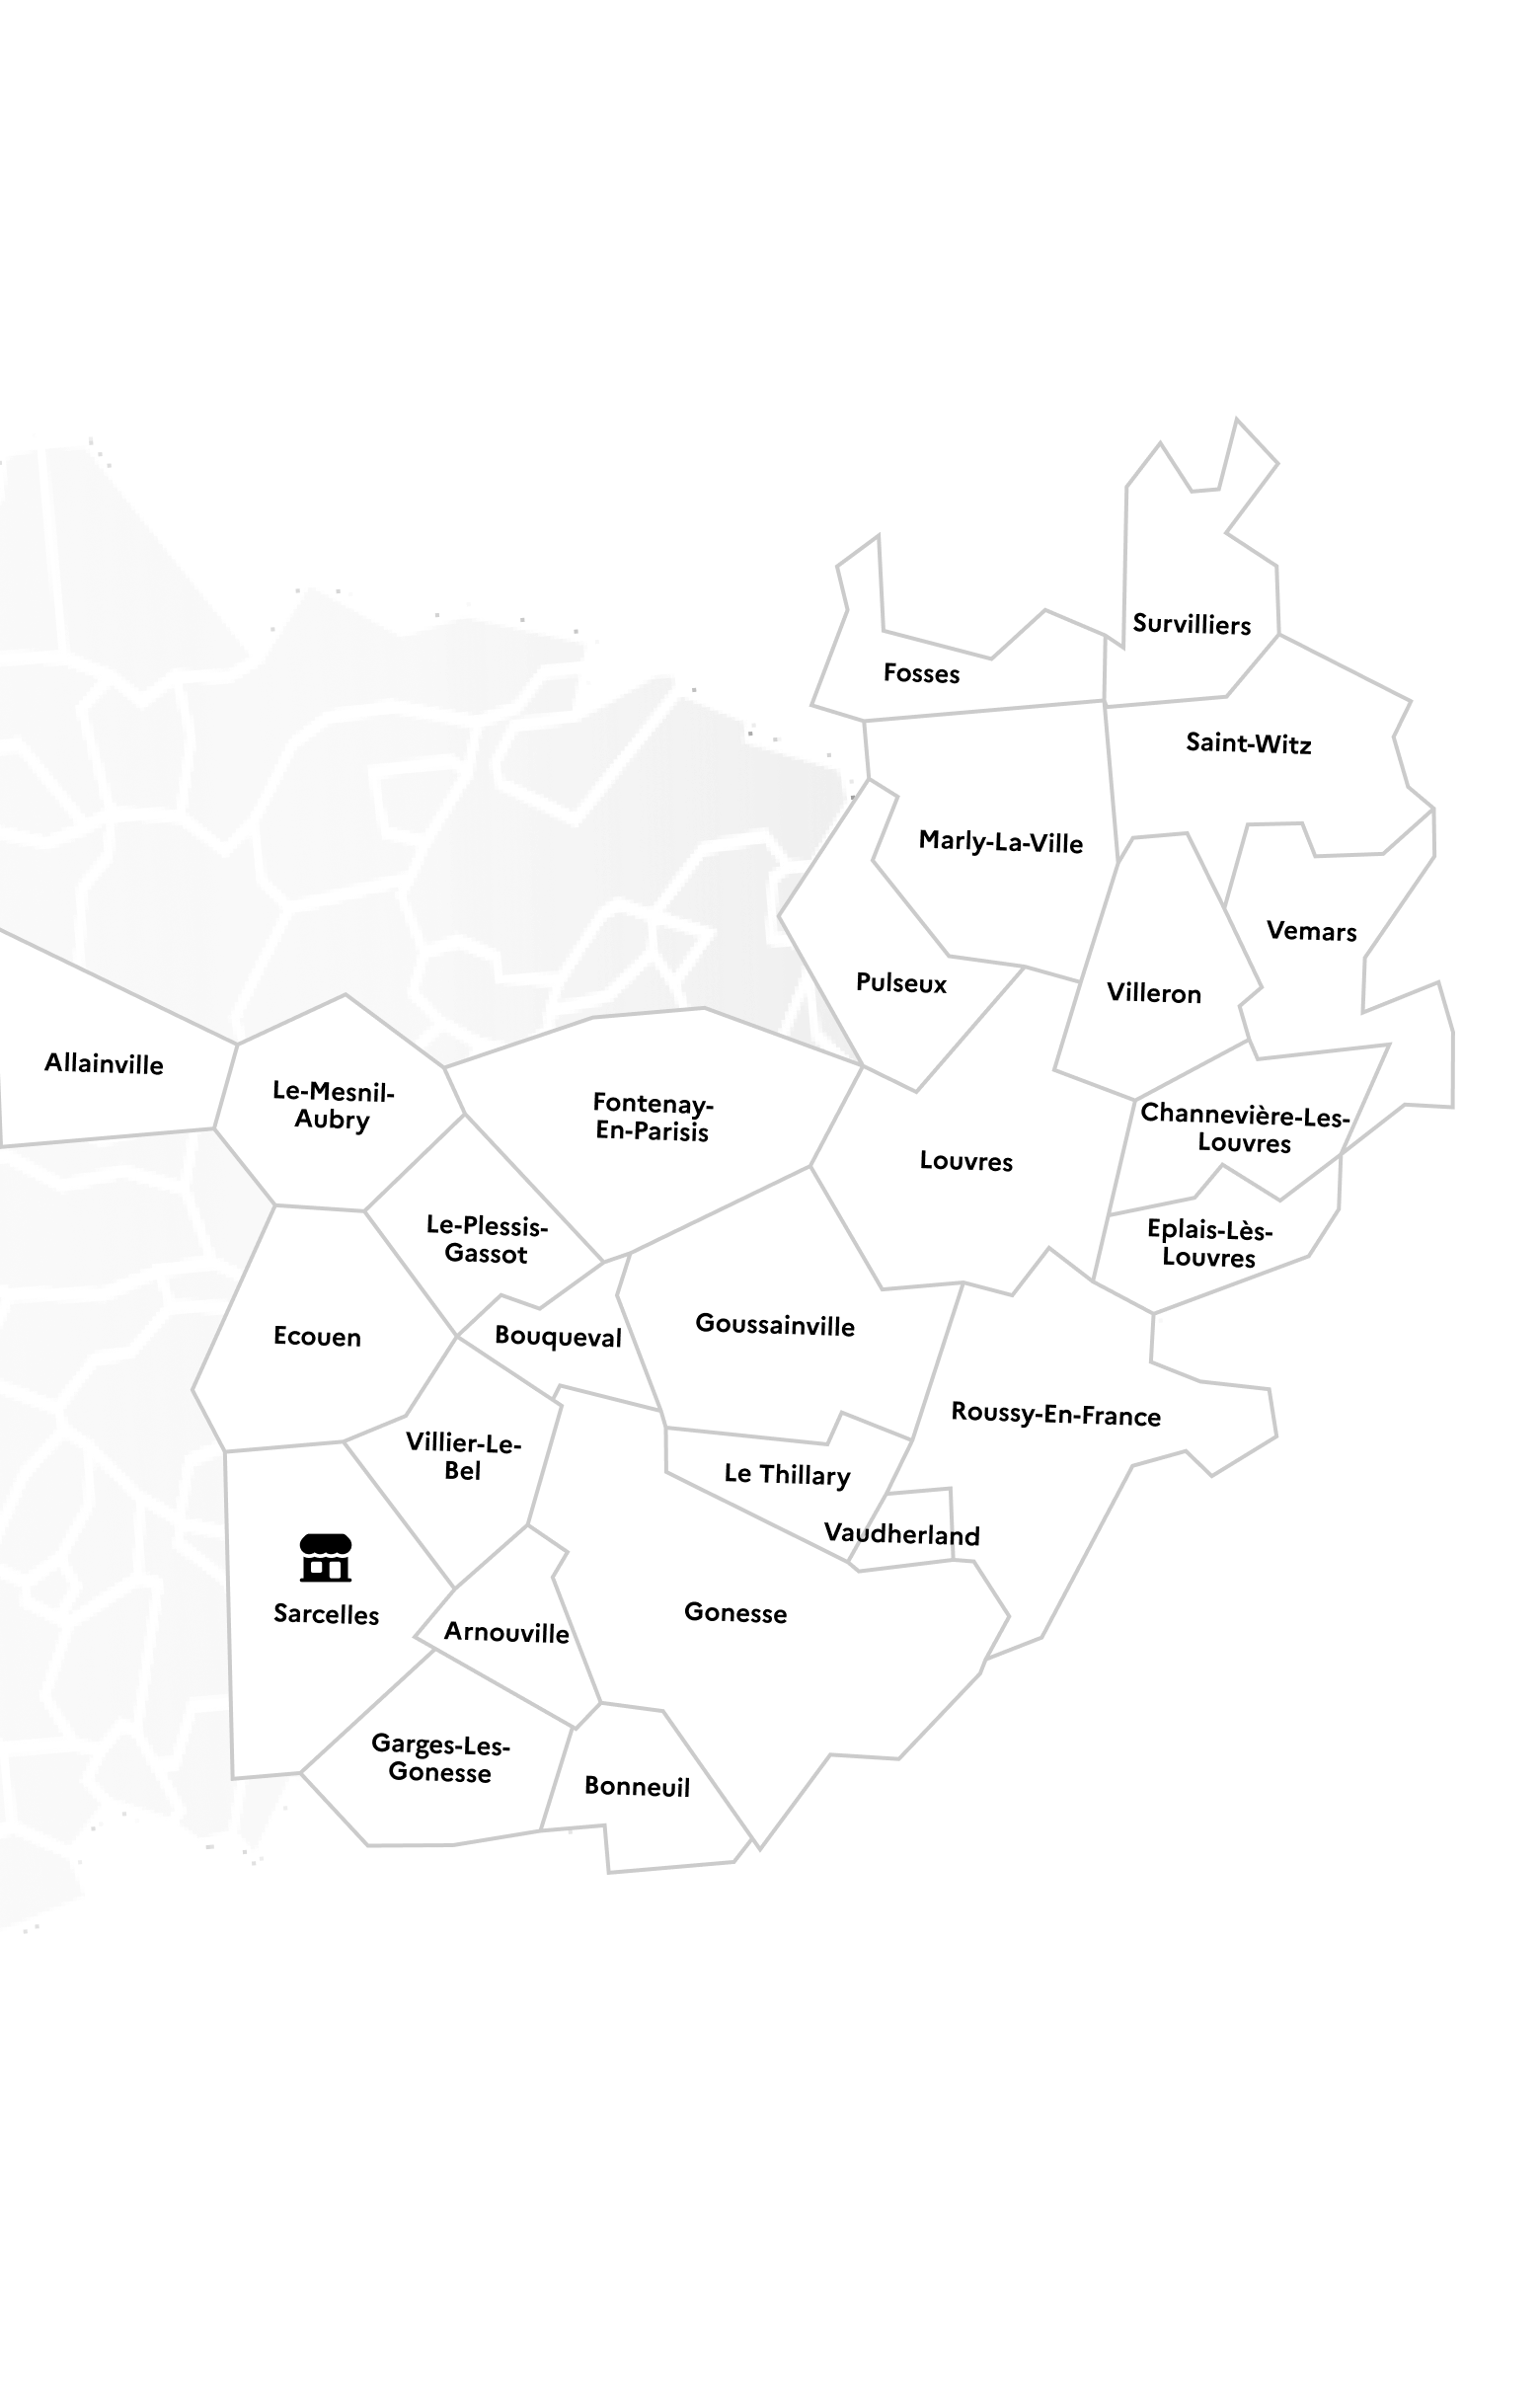 Survilliers
Fosses
Saint-Witz
Marly-La-Ville
Vemars
Pulseux
Villeron
Allainville
Le-Mesnil-
Aubry
Fontenay-
En-Parisis
Channevière-Les-
Louvres
Louvres
Le-Plessis-
Gassot
Eplais-Lès-
Louvres
Ecouen
Bouqueval
Goussainville
Roussy-En-France
Villier-Le-
Bel
Le Thillary
Vaudherland
Sarcelles
Arnouville
Gonesse
Garges-Les-
Gonesse
Bonneuil